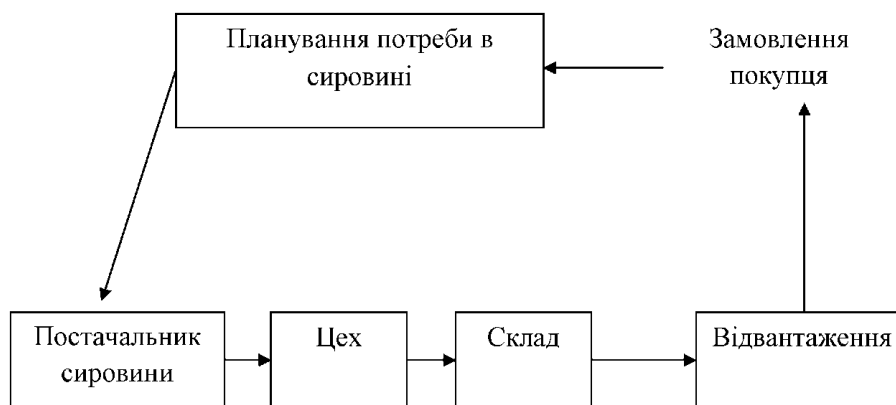 Планування потреби в
сировині
Замовлення
покупця
Постачальник
сировини
Цех
Склад
Відвантаження